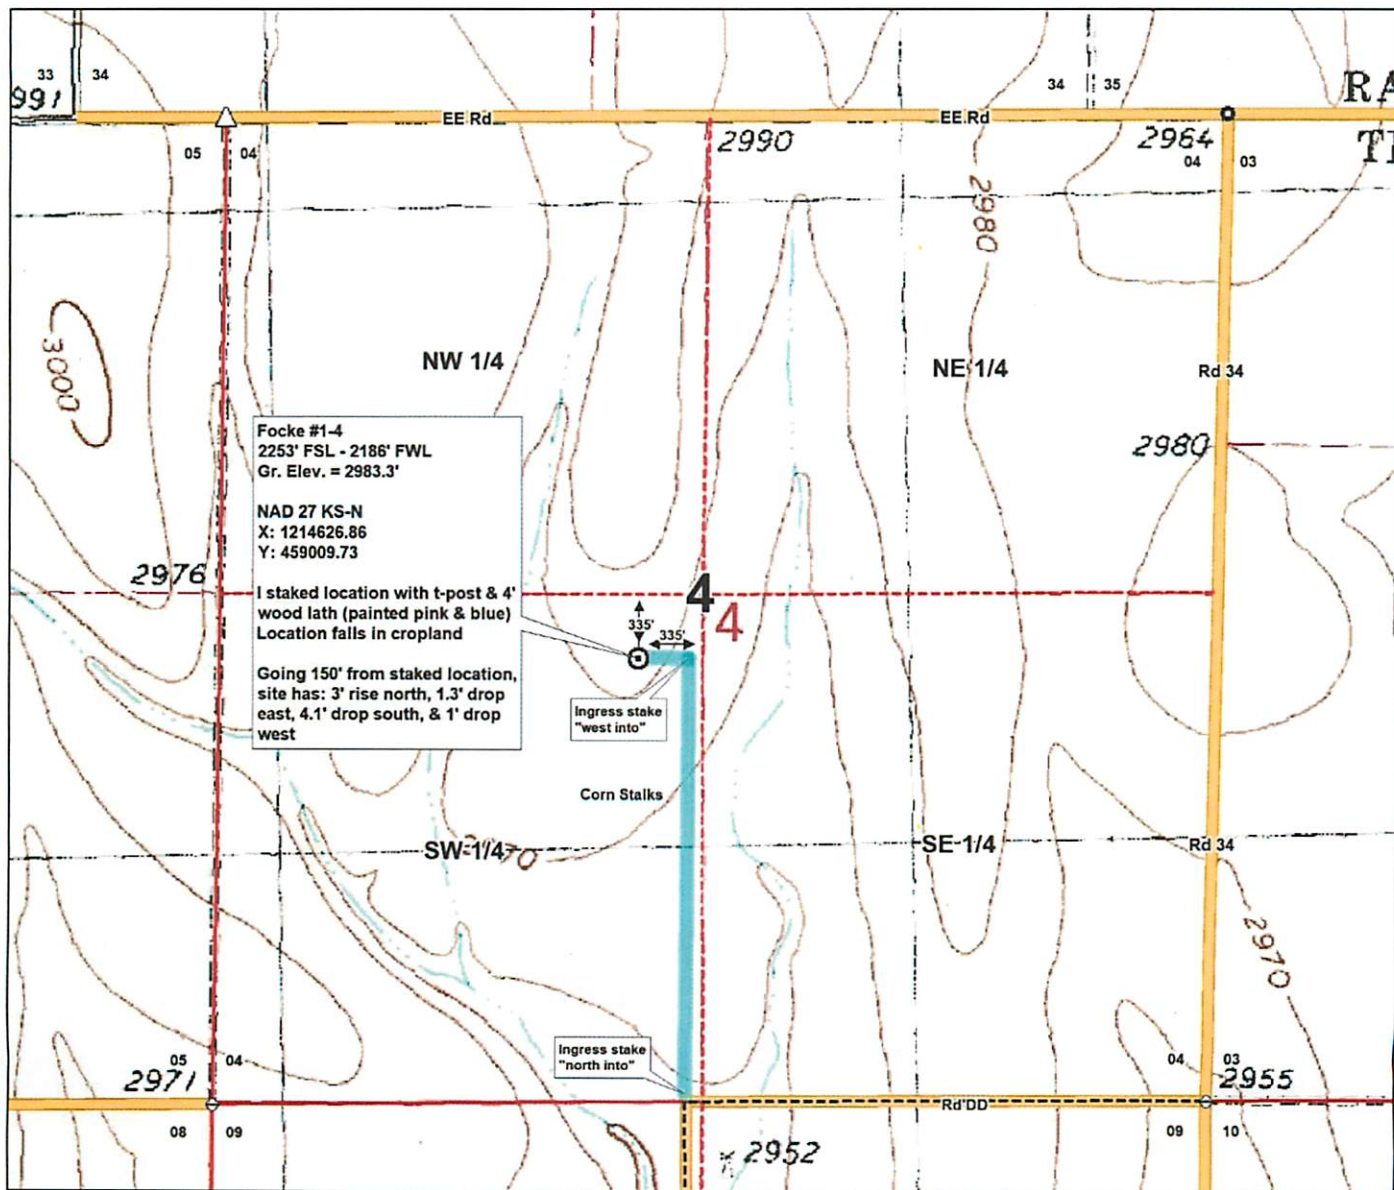 33 34
34 35
RA
991
EE Rd
EE Rd
2990
2964
05 04
04 03
2980
3000
NW 1/4
NE 1/4
Rd 34
Focke #1-4
2253' FSL - 2186' FWL
Gr. Elev. = 2983.3'
NAD 27 KS-N
X: 1214626.86
Y: 459009.73
I staked location with t-post & 4'
wood lath (painted pink & blue)
Location falls in cropland
Going 150' from staked location,
site has: 3' rise north, 1.3' drop
east, 4.1' drop south, & 1' drop
west
2980
2976
4
4
335'
335'
Ingress stake
"west into"
Corn Stalks
SW 1/4
70
SE 1/4
Rd 34
2970
Ingress stake
"north into"
05 04
04 03
2971
2955
Rd DD
08 09
09 10
2952